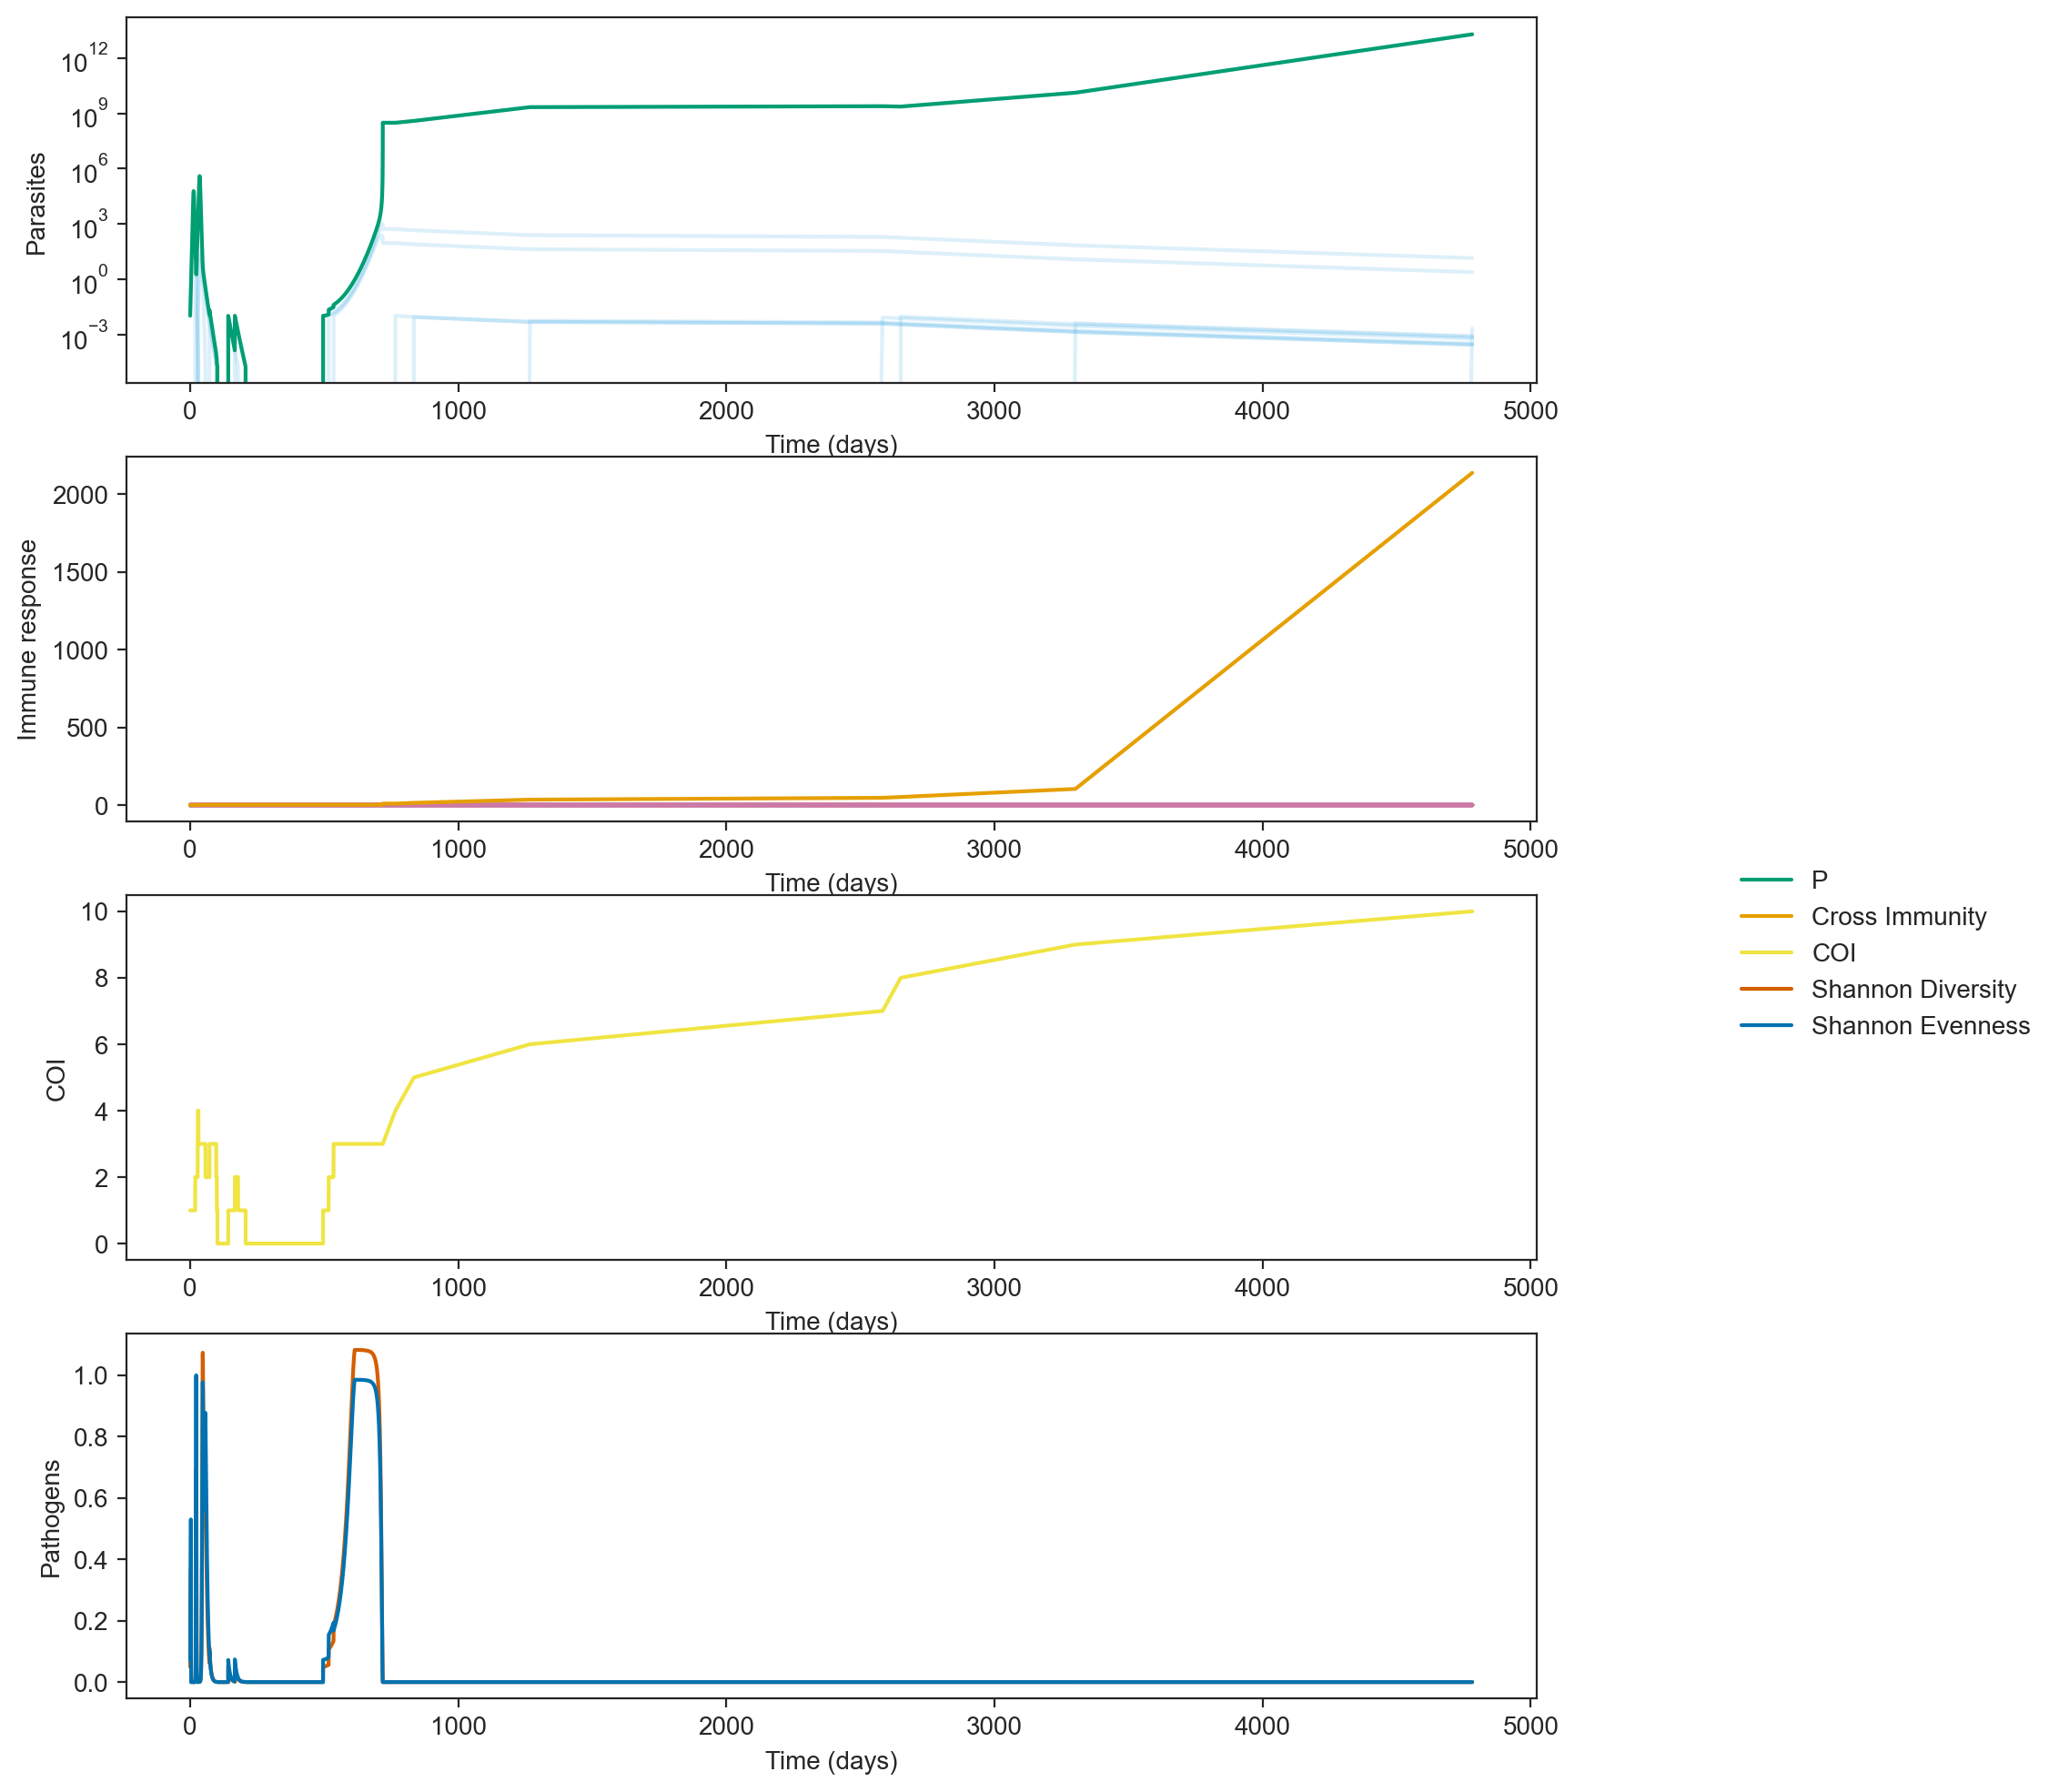 10^12
10^9
10^6
10^3
10^0
10^−3
Parasites
0 1000 2000 3000 4000 5000
Time (days)
2000
1500
1000
500
0
Immune response
0 1000 2000 3000 4000 5000
Time (days)
10
8
6
4
2
0
COI
0 1000 2000 3000 4000 5000
Time (days)
1.0
0.8
0.6
0.4
0.2
0.0
Pathogens
0 1000 2000 3000 4000 5000
Time (days)
P
Cross Immunity
COI
Shannon Diversity
Shannon Evenness